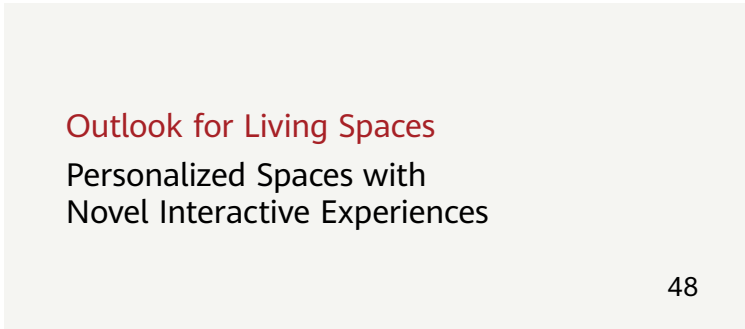 Outlook for Living Spaces
Personalized Spaces with
Novel Interactive Experiences
48